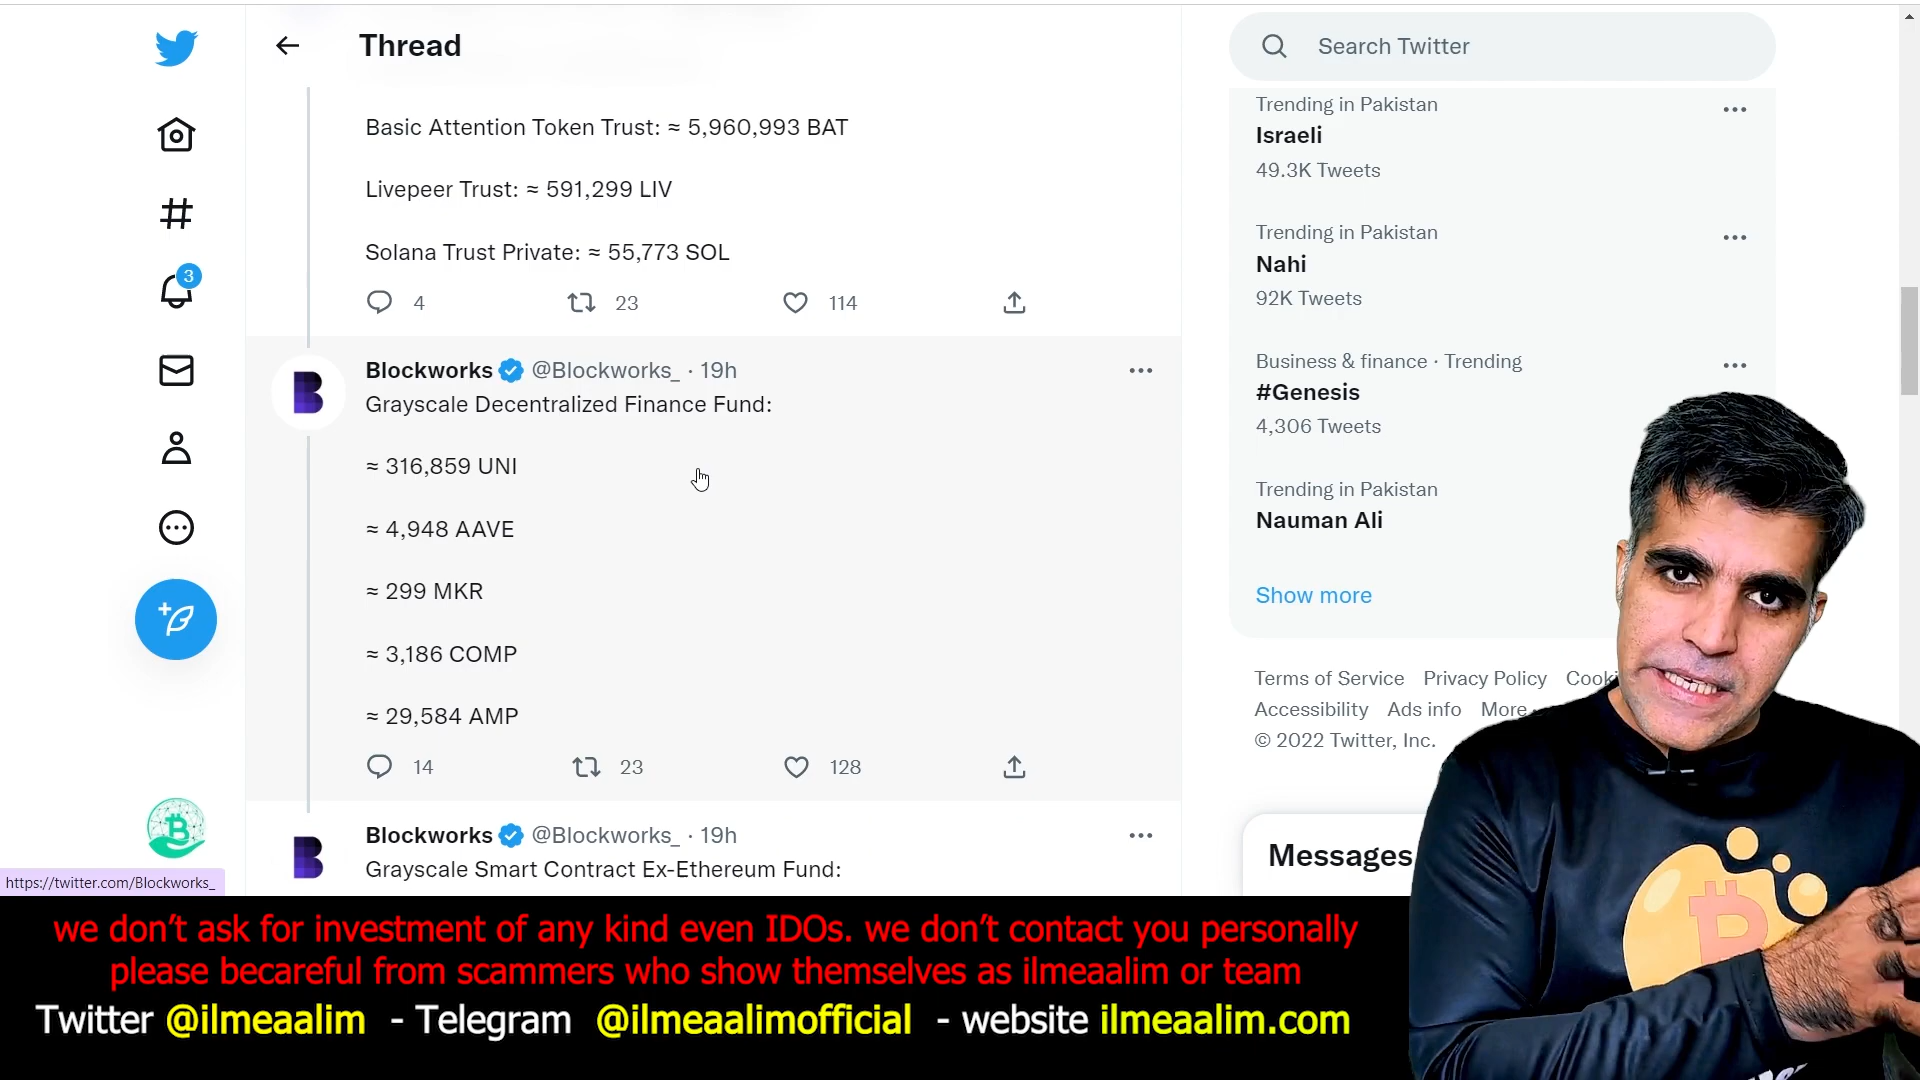 Thread
Search Twitter
Basic Attention Token Trust: ≈ 5,960,993 BAT
Livepeer Trust: ≈ 591,299 LIV
Solana Trust Private: ≈ 55,773 SOL
4 23 114
3
Blockworks @Blockworks_ · 19h
Grayscale Decentralized Finance Fund:
≈ 316,859 UNI
≈ 4,948 AAVE
≈ 299 MKR
≈ 3,186 COMP
≈ 29,584 AMP
14 23 128
Blockworks @Blockworks_ · 19h
Grayscale Smart Contract Ex-Ethereum Fund:
https://twitter.com/Blockworks_
Trending in Pakistan
Israeli
49.3K Tweets
Trending in Pakistan
Nahi
92K Tweets
Business & finance · Trending
#Genesis
4,306 Tweets
Trending in Pakistan
Nauman Ali
Show more
Terms of Service Privacy Policy
Accessibility Ads info More
© 2022 Twitter, Inc.
Messages
we don't ask for investment of any kind even IDOs. we don't contact you personally
please becareful from scammers who show themselves as ilmeaalim or team
Twitter @ilmeaalim - Telegram @ilmeaalimofficial - website ilmeaalim.com